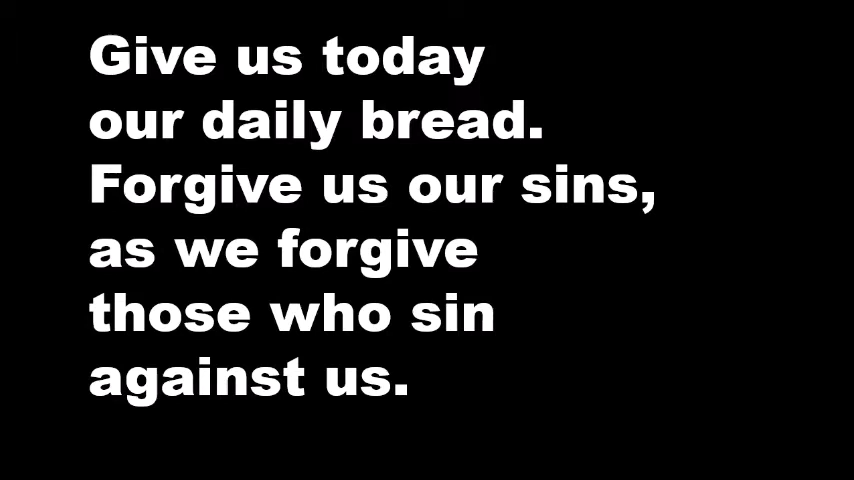 Give us today
our daily bread.
Forgive us our sins,
as we forgive
those who sin
against us.